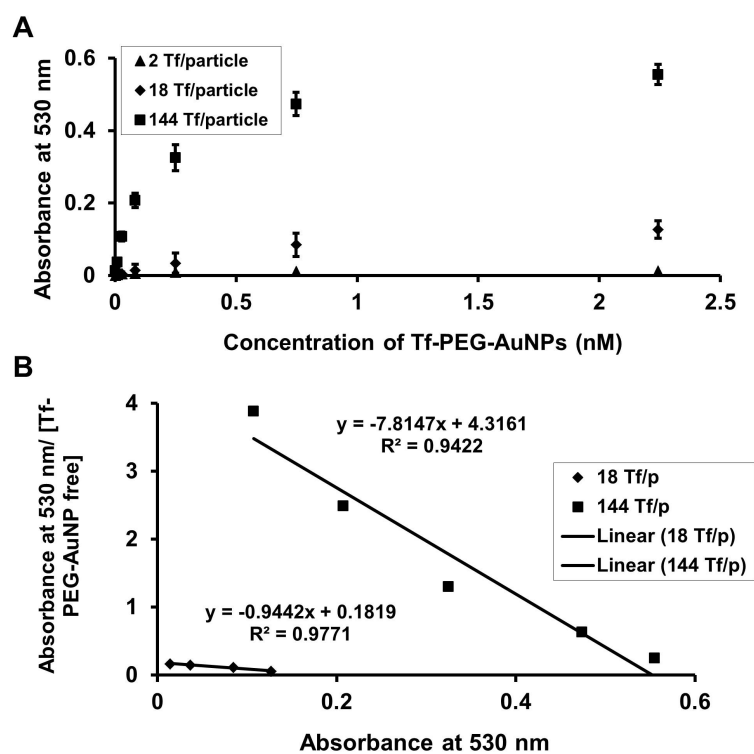 A
Absorbance at 530 nm
0.6
0.4
0.2
0
2 Tf/particle
18 Tf/particle
144 Tf/particle
0 0.5 1 1.5 2 2.5
Concentration of Tf-PEG-AuNPs (nM)
B
Absorbance at 530 nm/ [Tf-
PEG-AuNP free]
4
3
2
1
0
y = -7.8147x + 4.3161
R² = 0.9422
y = -0.9442x + 0.1819
R² = 0.9771
18 Tf/p
144 Tf/p
Linear (18 Tf/p)
Linear (144 Tf/p)
0 0.2 0.4 0.6
Absorbance at 530 nm